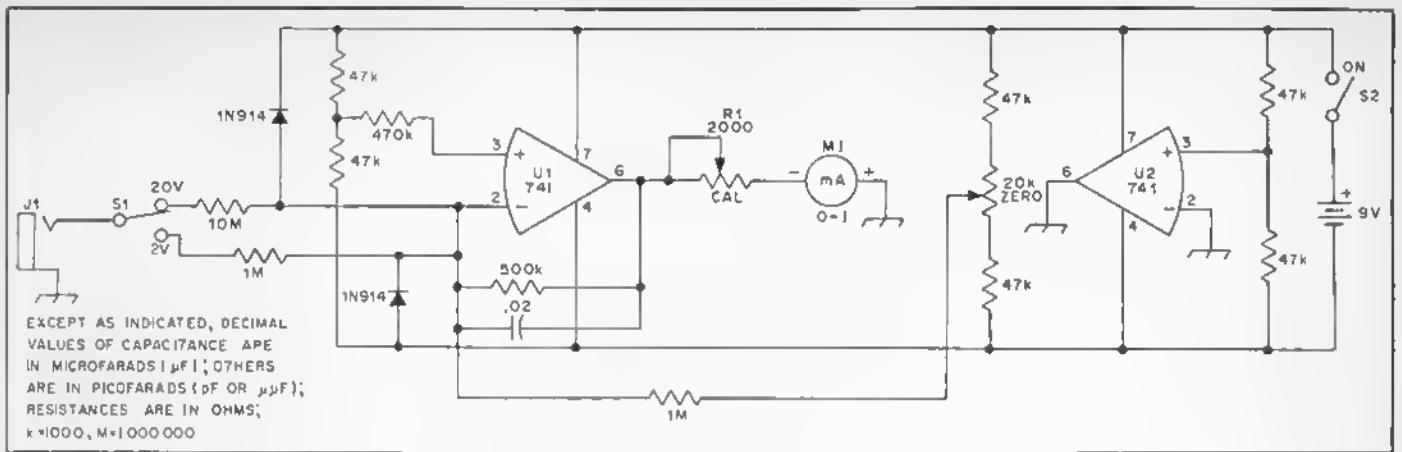 47k
1N914
470k
47k
3
+
7
U1
741
6
2
−
4
R1
2000
CAL
M1
−
+
mA
0-1
J1
S1
20V
10M
2V
1M
1N914
500k
.02
1M
47k
20k
ZERO
47k
7
6
3
+
U2
741
−
2
4
47k
47k
ON
S2
+
9V
EXCEPT AS INDICATED, DECIMAL
VALUES OF CAPACITANCE ARE
IN MICROFARADS (µF); OTHERS
ARE IN PICOFARADS (pF OR µµF);
RESISTANCES ARE IN OHMS;
k=1000, M=1000000